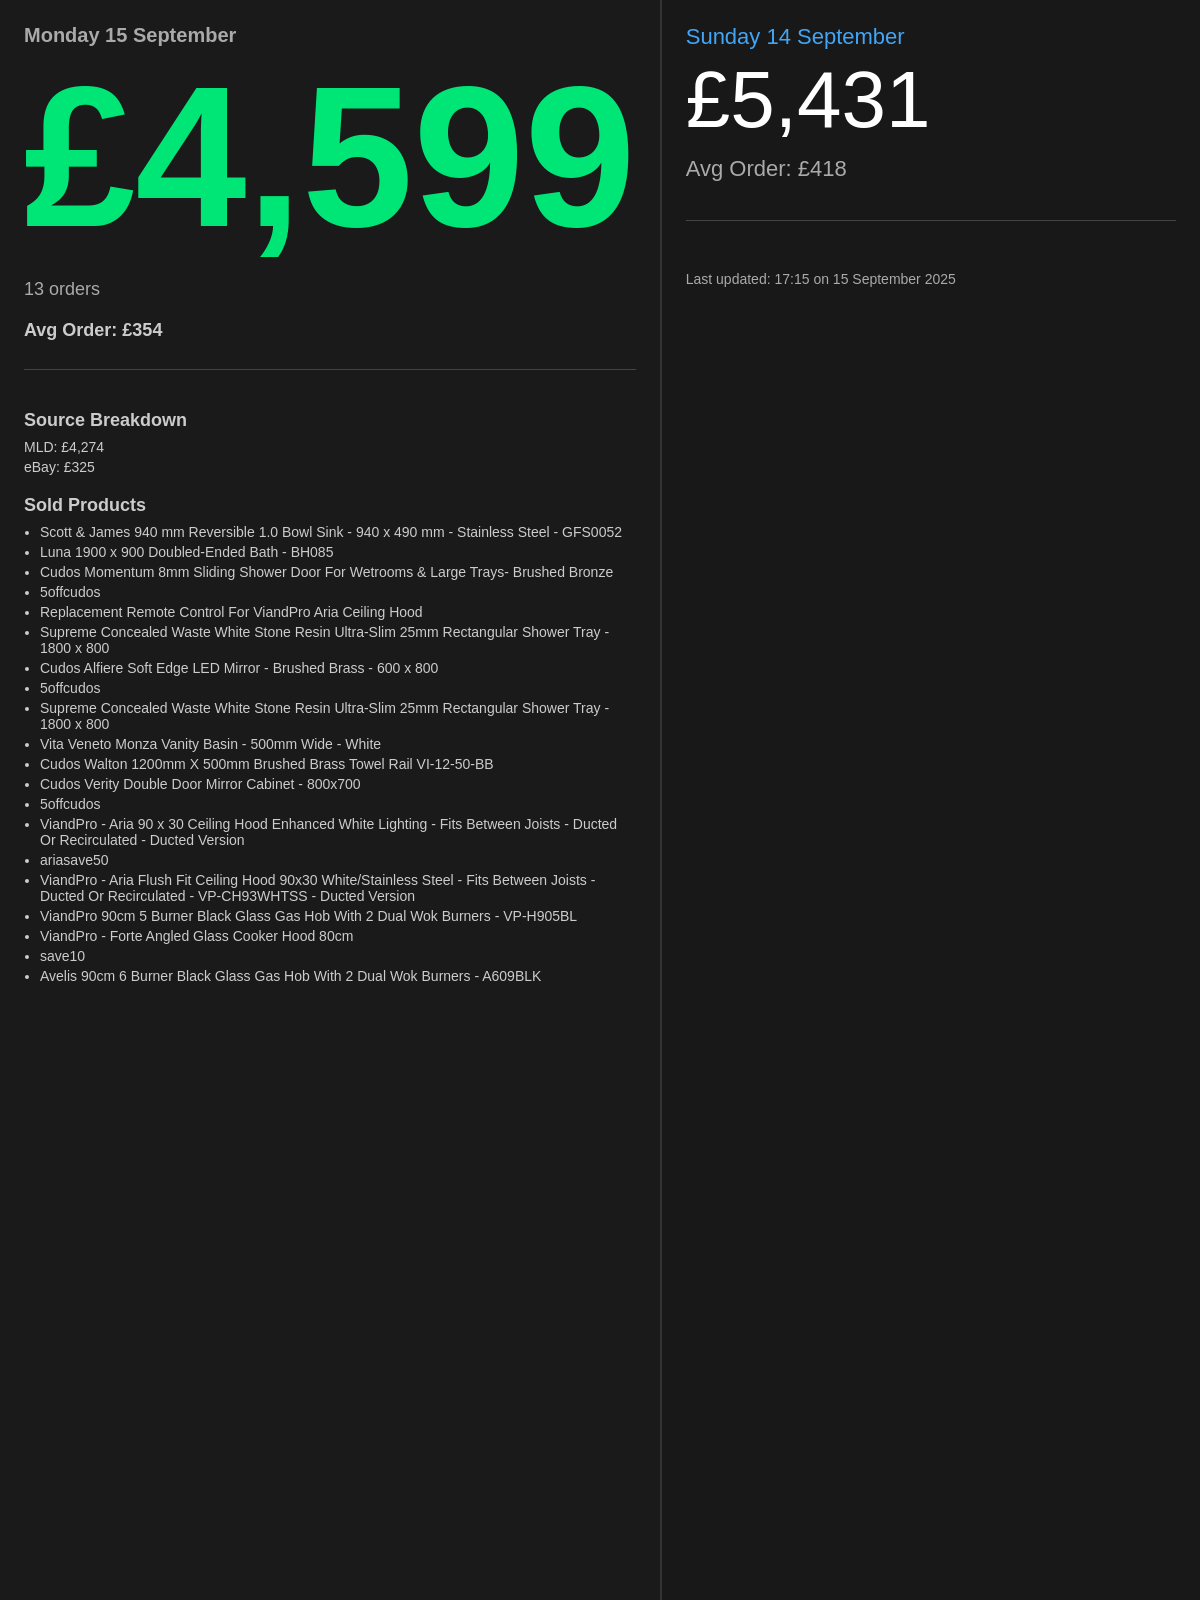 Monday 15 September
£4,599
13 orders
Avg Order: £354
Source Breakdown
MLD: £4,274
eBay: £325
Sold Products
• Scott & James 940 mm Reversible 1.0 Bowl Sink - 940 x 490 mm - Stainless Steel - GFS0052
• Luna 1900 x 900 Doubled-Ended Bath - BH085
• Cudos Momentum 8mm Sliding Shower Door For Wetrooms & Large Trays- Brushed Bronze
• 5offcudos
• Replacement Remote Control For ViandPro Aria Ceiling Hood
• Supreme Concealed Waste White Stone Resin Ultra-Slim 25mm Rectangular Shower Tray -
1800 x 800
• Cudos Alfiere Soft Edge LED Mirror - Brushed Brass - 600 x 800
• 5offcudos
• Supreme Concealed Waste White Stone Resin Ultra-Slim 25mm Rectangular Shower Tray -
1800 x 800
• Vita Veneto Monza Vanity Basin - 500mm Wide - White
• Cudos Walton 1200mm X 500mm Brushed Brass Towel Rail VI-12-50-BB
• Cudos Verity Double Door Mirror Cabinet - 800x700
• 5offcudos
• ViandPro - Aria 90 x 30 Ceiling Hood Enhanced White Lighting - Fits Between Joists - Ducted
Or Recirculated - Ducted Version
• ariasave50
• ViandPro - Aria Flush Fit Ceiling Hood 90x30 White/Stainless Steel - Fits Between Joists -
Ducted Or Recirculated - VP-CH93WHTSS - Ducted Version
• ViandPro 90cm 5 Burner Black Glass Gas Hob With 2 Dual Wok Burners - VP-H905BL
• ViandPro - Forte Angled Glass Cooker Hood 80cm
• save10
• Avelis 90cm 6 Burner Black Glass Gas Hob With 2 Dual Wok Burners - A609BLK
Sunday 14 September
£5,431
Avg Order: £418
Last updated: 17:15 on 15 September 2025